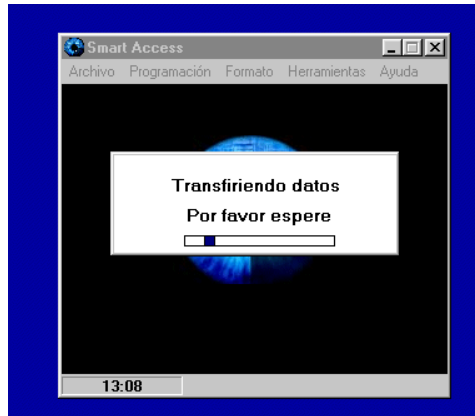 Smart Access
Archivo Programación Formato Herramientas Ayuda
Transfiriendo datos
Por favor espere
13:08